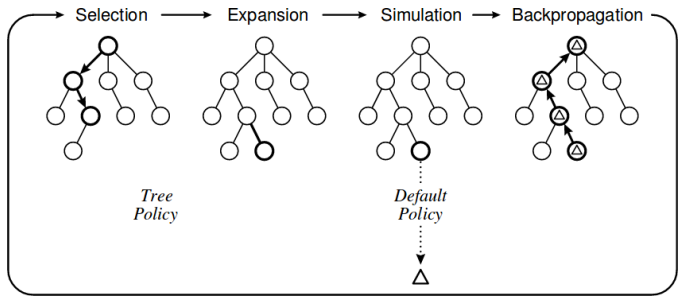 Selection Expansion Simulation Backpropagation
Tree
Policy
Default
Policy